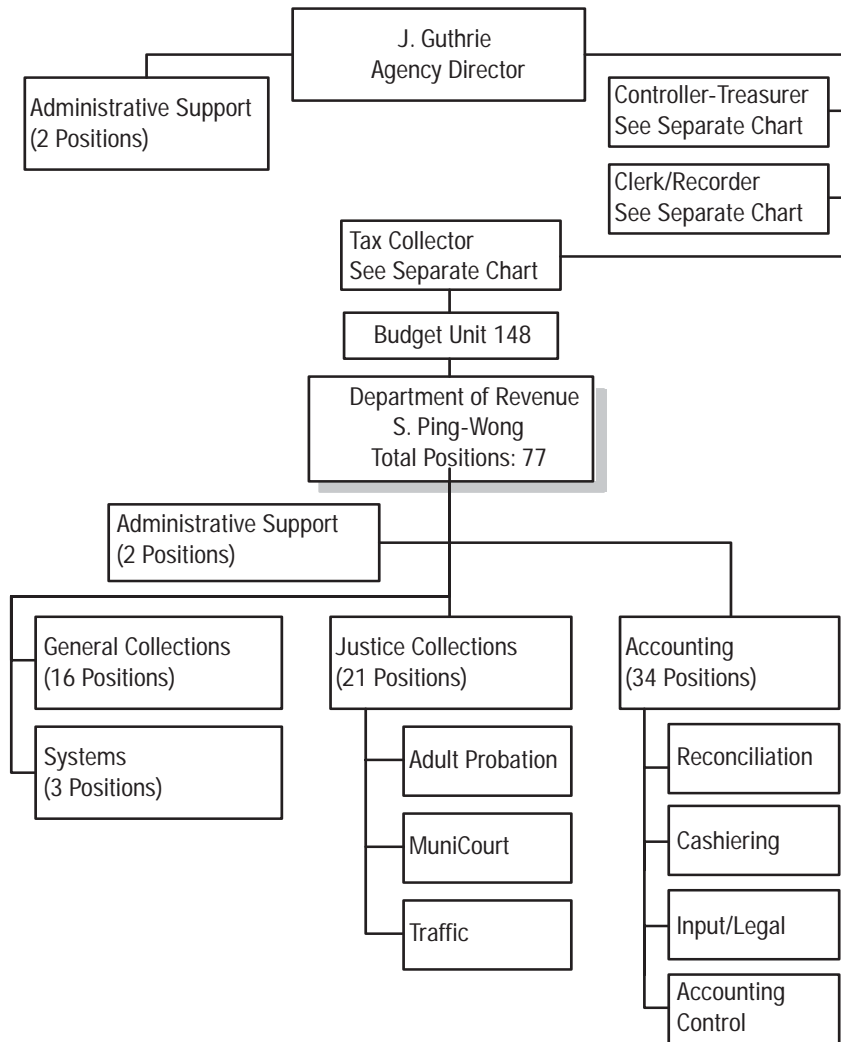 J. Guthrie
Agency Director
Administrative Support
(2 Positions)
Controller-Treasurer
See Separate Chart
Clerk/Recorder
See Separate Chart
Tax Collector
See Separate Chart
Budget Unit 148
Department of Revenue
S. Ping-Wong
Total Positions: 77
Administrative Support
(2 Positions)
General Collections
(16 Positions)
Systems
(3 Positions)
Justice Collections
(21 Positions)
Adult Probation
MuniCourt
Traffic
Accounting
(34 Positions)
Reconciliation
Cashiering
Input/Legal
Accounting
Control